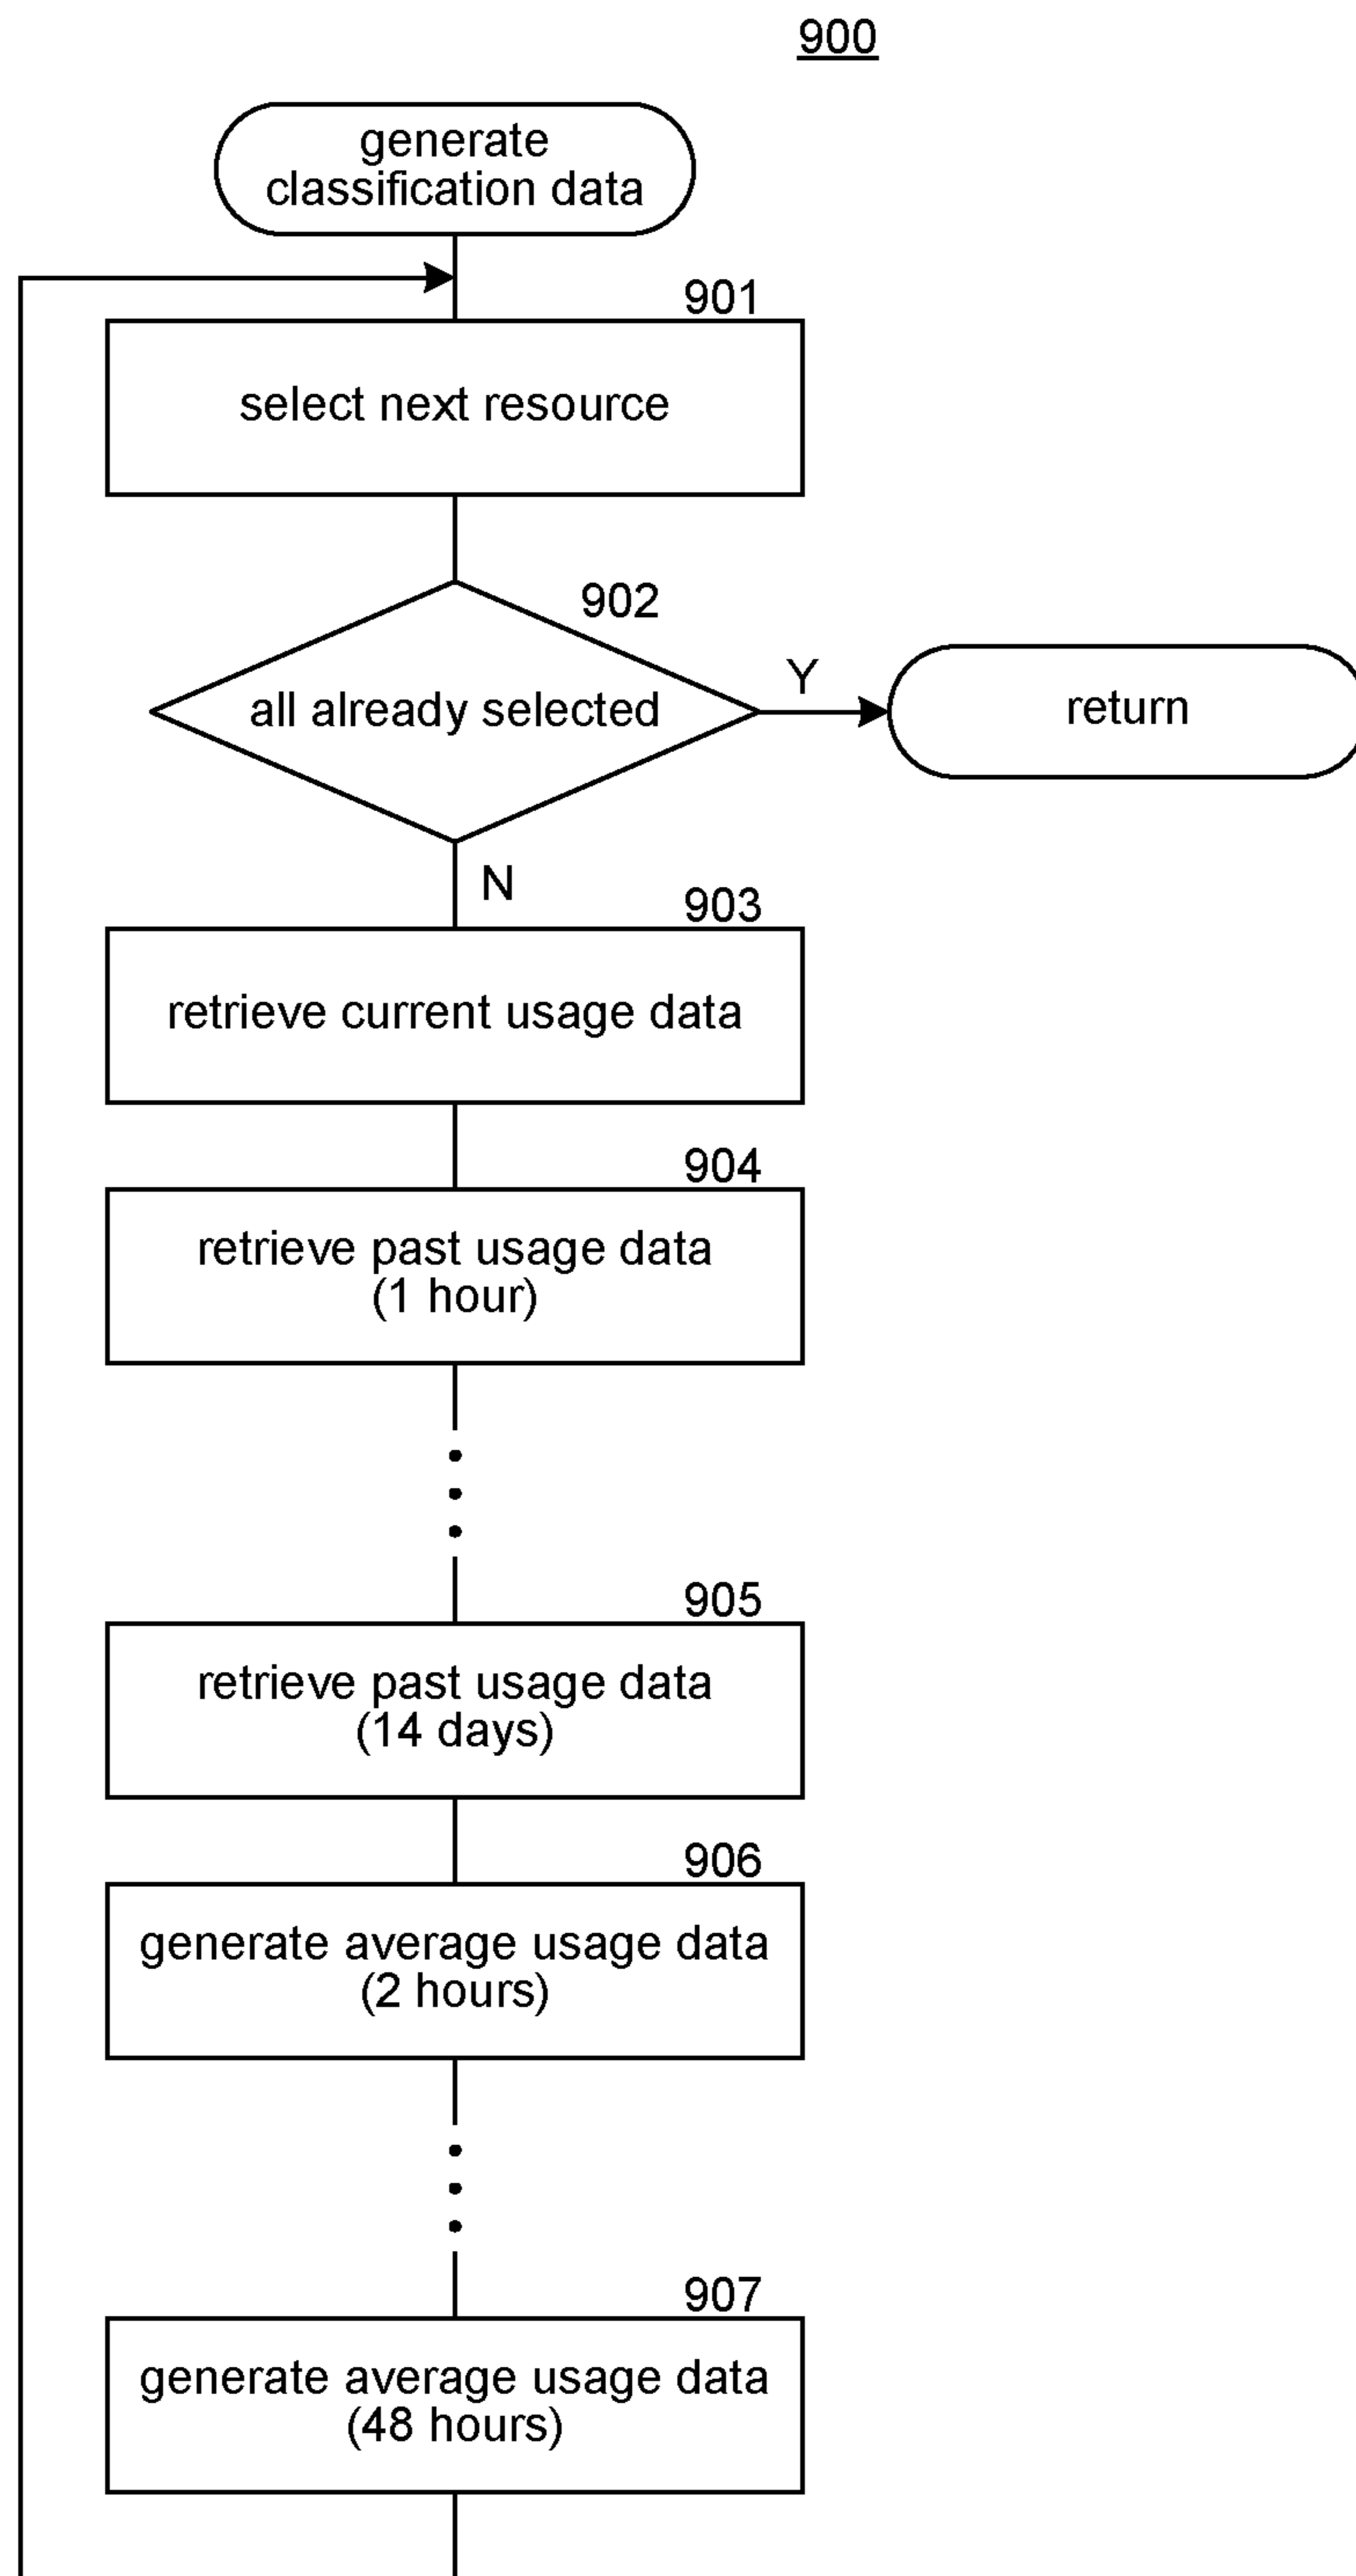 900
generate
classification data
901
select next resource
902
all already selected
Y
return
N
903
retrieve current usage data
904
retrieve past usage data
(1 hour)
905
retrieve past usage data
(14 days)
906
generate average usage data
(2 hours)
907
generate average usage data
(48 hours)